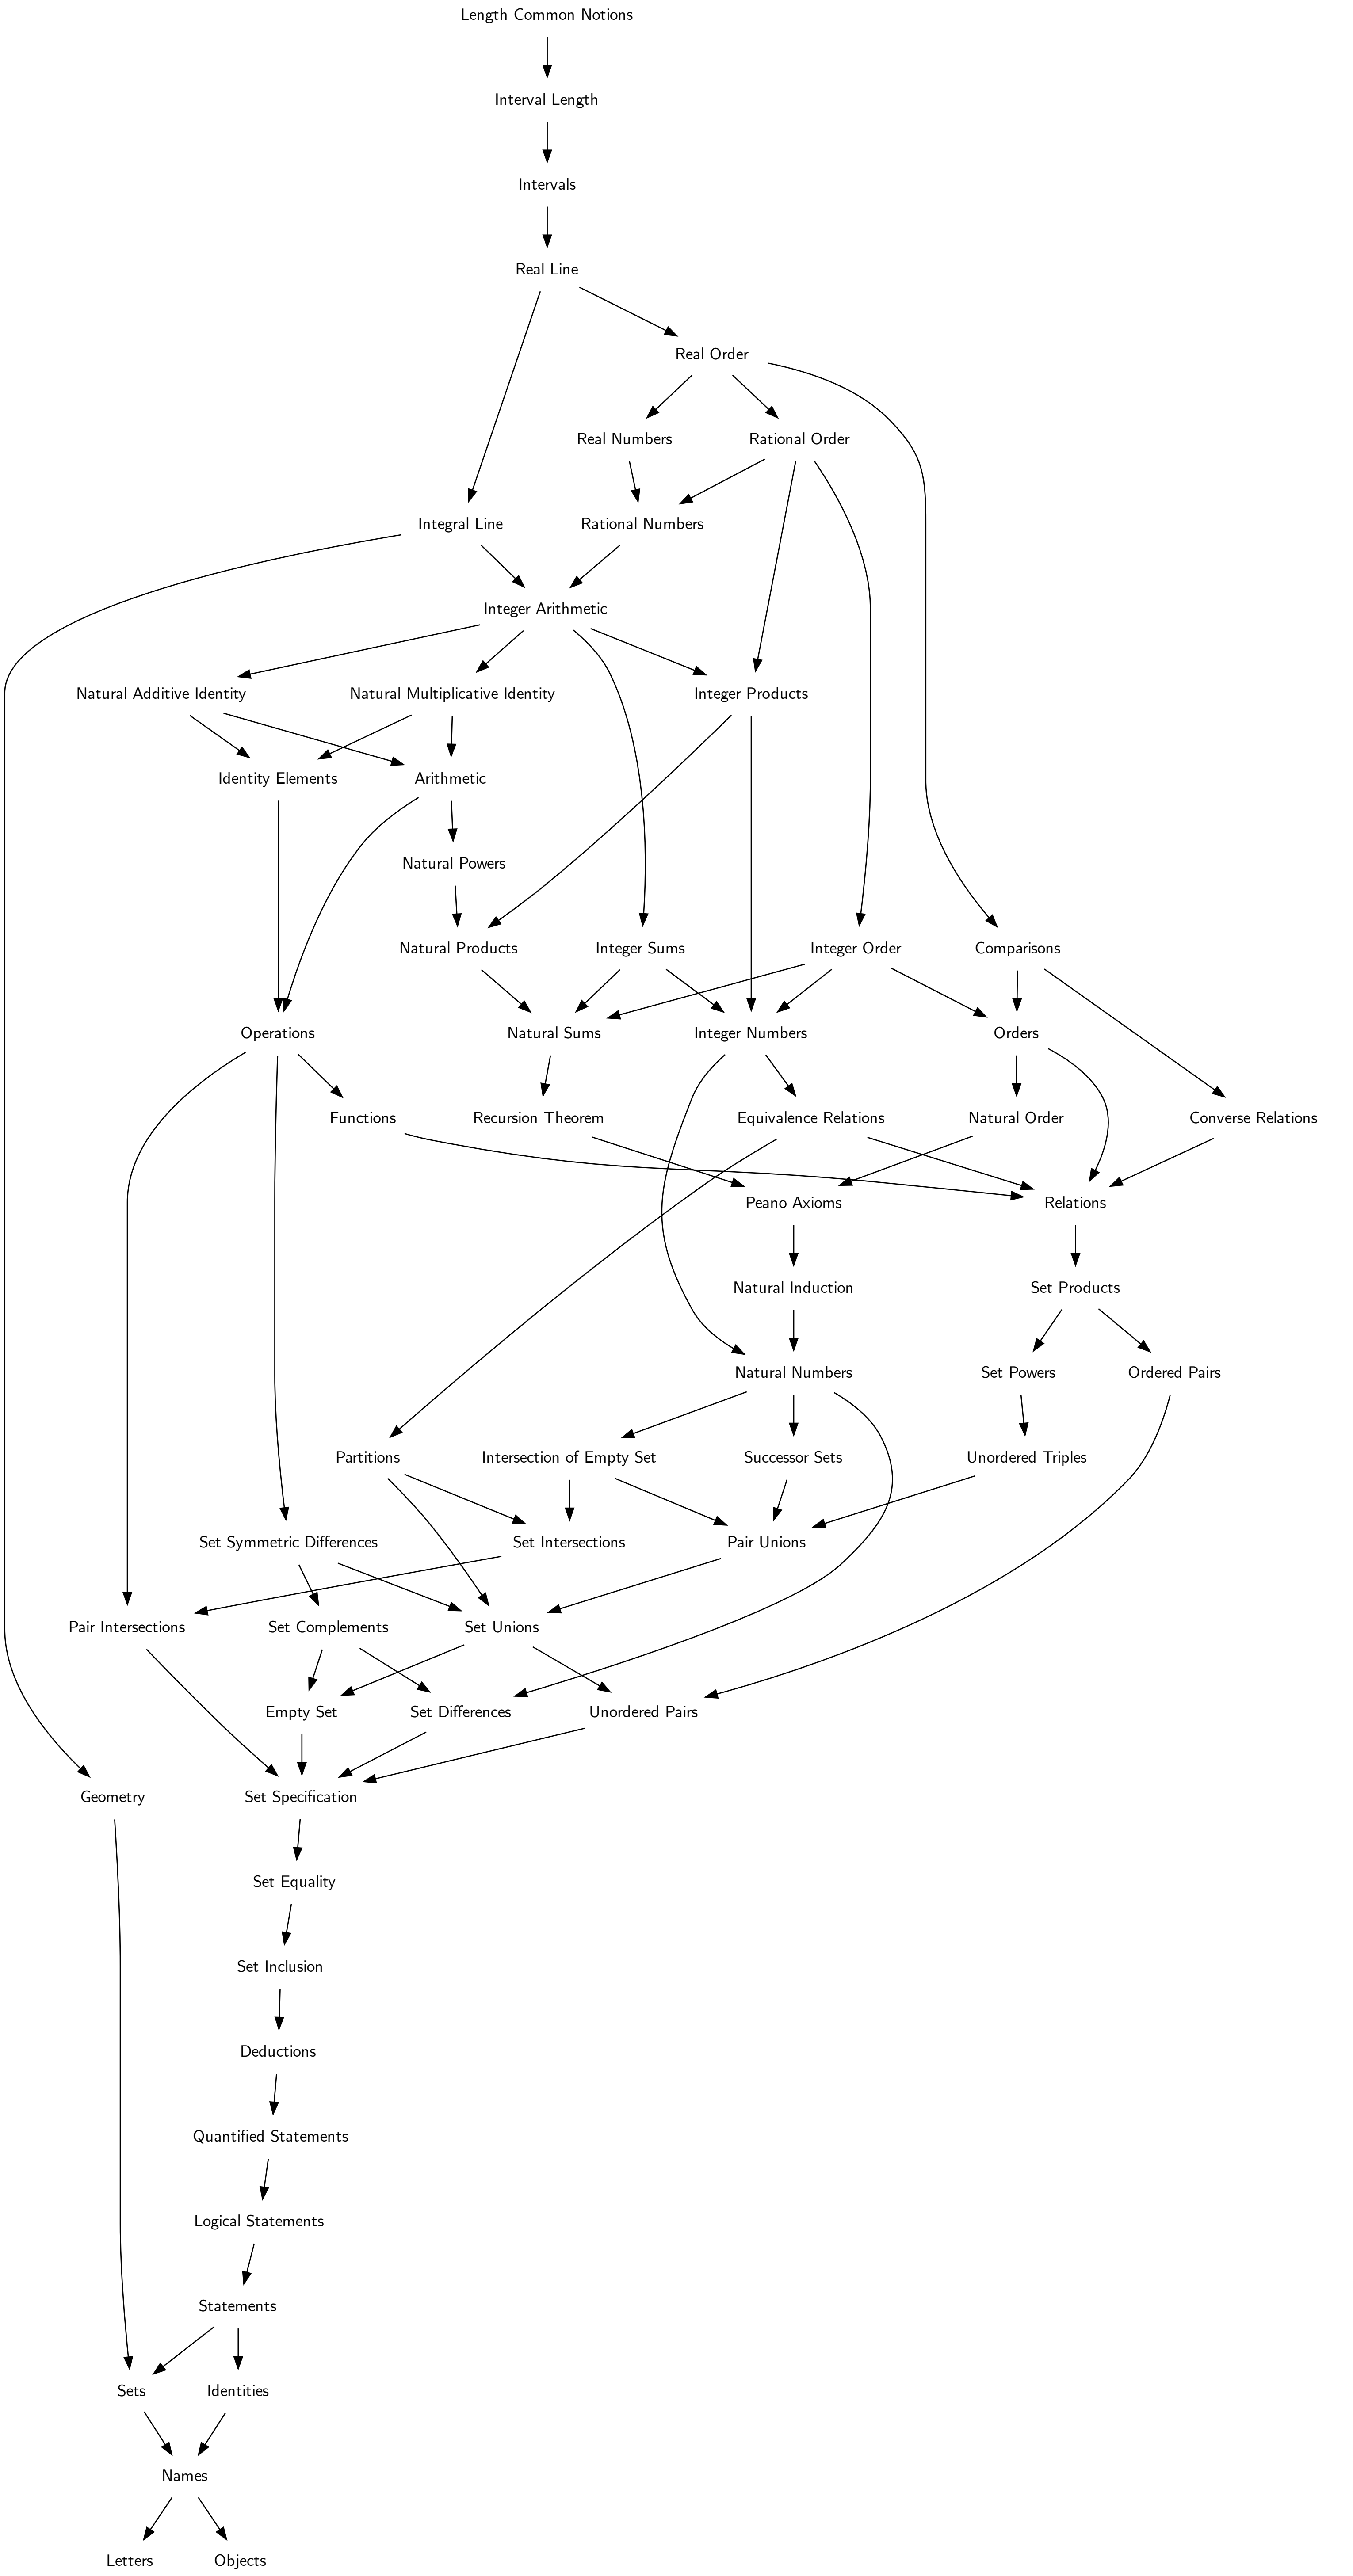 Length Common Notions
Interval Length
Intervals
Real Line
Real Order
Real Numbers
Rational Order
Integral Line
Rational Numbers
Integer Arithmetic
Natural Additive Identity
Natural Multiplicative Identity
Integer Products
Identity Elements
Arithmetic
Natural Powers
Natural Products
Integer Sums
Integer Order
Comparisons
Operations
Natural Sums
Integer Numbers
Orders
Functions
Recursion Theorem
Equivalence Relations
Natural Order
Converse Relations
Peano Axioms
Relations
Natural Induction
Set Products
Natural Numbers
Set Powers
Ordered Pairs
Partitions
Intersection of Empty Set
Successor Sets
Unordered Triples
Set Symmetric Differences
Set Intersections
Pair Unions
Pair Intersections
Set Complements
Set Unions
Empty Set
Set Differences
Unordered Pairs
Geometry
Set Specification
Set Equality
Set Inclusion
Deductions
Quantified Statements
Logical Statements
Statements
Sets
Identities
Names
Letters
Objects